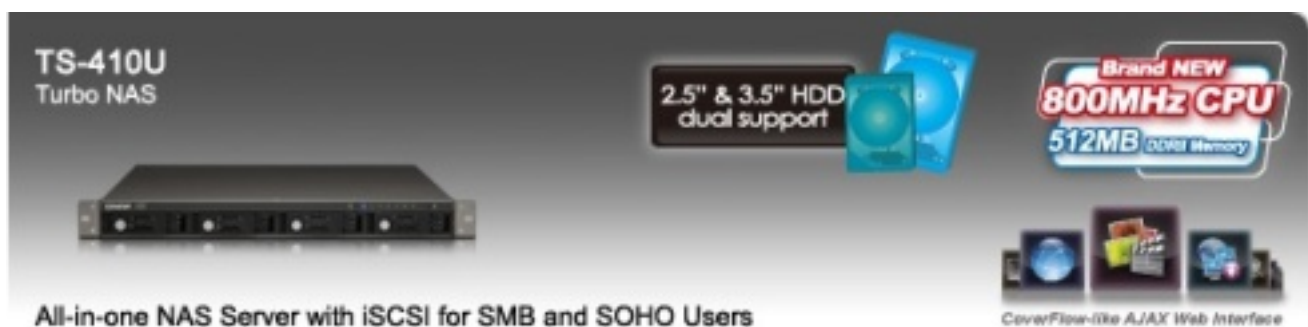 TS-410U
Turbo NAS
2.5" & 3.5" HDD
dual support
Brand NEW
800MHz CPU
512MB DDRII Memory
All-in-one NAS Server with iSCSI for SMB and SOHO Users
CoverFlow-like AJAX Web Interface